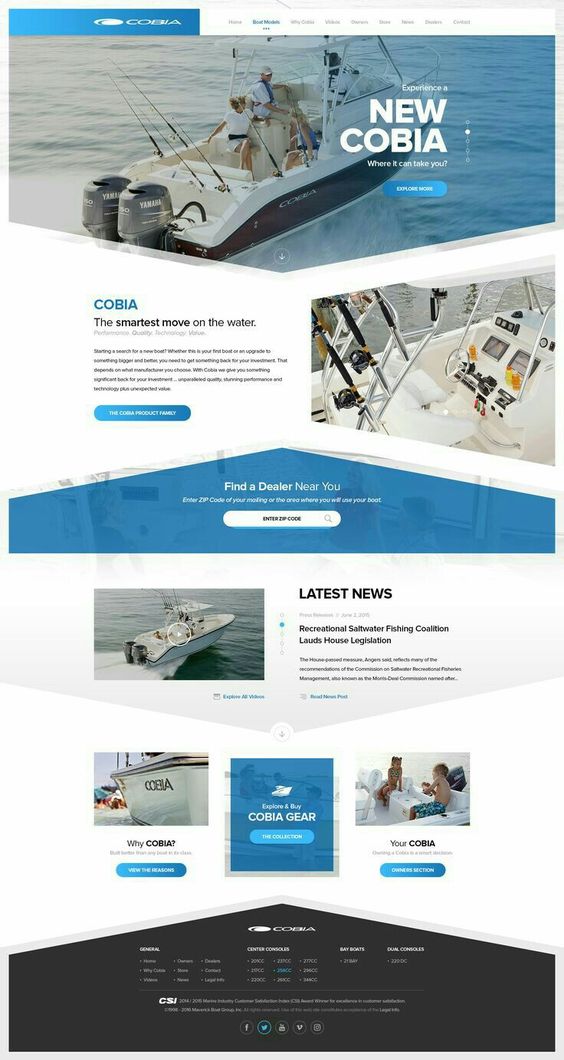 COBIA
Home Boat Models Why Cobia Videos Owners Store News Dealers Contact
Experience a
NEW
COBIA
Where it can take you?
EXPLORE MORE
YAMAHA
YAMAHA
COBIA
COBIA
The smartest move on the water.
Performance. Quality. Technology. Value.
Starting a search for a new boat? Whether this is your first boat or an upgrade to
something bigger and better, you need to get something back for your investment. That
depends on what manufacturer you choose. With Cobia we give you something
significant back for your investment ... unparalleled quality, stunning performance and
technology plus unexpected value.
THE COBIA PRODUCT FAMILY
Find a Dealer Near You
Enter ZIP Code of your mailing or the area where you will use your boat.
ENTER ZIP CODE
LATEST NEWS
Press Releases // June 2, 2015
Recreational Saltwater Fishing Coalition
Lauds House Legislation
The House-passed measure, Angers said, reflects many of the
recommendations of the Commission on Saltwater Recreational Fisheries
Management, also known as the Morris-Deal Commission named after...
Explore All Videos
Read News Post
COBIA
Why COBIA?
Built better than any boat in its class.
VIEW THE REASONS
Explore & Buy
COBIA GEAR
THE COLLECTION
Your COBIA
Owning a Cobia is a smart decision.
OWNERS SECTION
COBIA
GENERAL CENTER CONSOLES BAY BOATS DUAL CONSOLES
Home Owners Dealers 201CC 237CC 277CC 21 BAY 220 DC
Why Cobia Store Contact 217CC 256CC 296CC
Videos News Legal Info 220CC 261CC 344CC
CSI 2014 / 2015 Marine Industry Customer Satisfaction Index (CSI) Award Winner for excellence in customer satisfaction.
©1998 - 2016 Maverick Boat Group, Inc. All rights reserved. Use of this web site constitutes acceptance of the Legal Info.